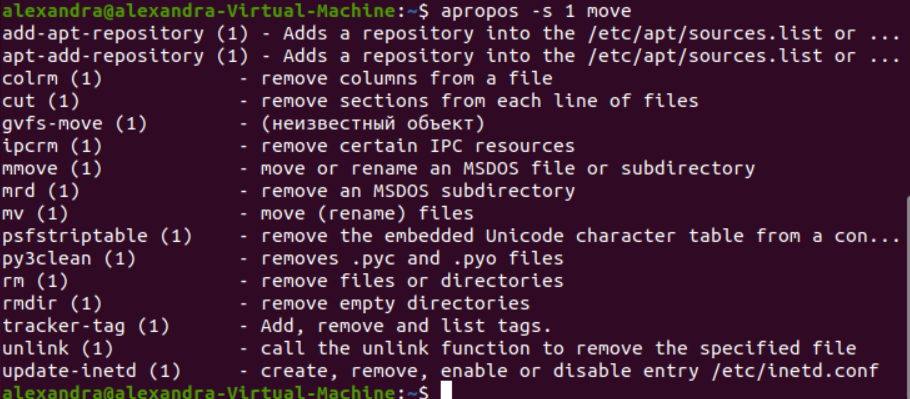 alexandra@alexandra-Virtual-Machine:~$ apropos -s 1 move
add-apt-repository (1) - Adds a repository into the /etc/apt/sources.list or ...
apt-add-repository (1) - Adds a repository into the /etc/apt/sources.list or ...
colrm (1)            - remove columns from a file
cut (1)              - remove sections from each line of files
gvfs-move (1)        - (неизвестный объект)
ipcrm (1)            - remove certain IPC resources
mmove (1)            - move or rename an MSDOS file or subdirectory
mrd (1)              - remove an MSDOS subdirectory
mv (1)               - move (rename) files
psfstriptable (1)    - remove the embedded Unicode character table from a con...
py3clean (1)         - removes .pyc and .pyo files
rm (1)               - remove files or directories
rmdir (1)            - remove empty directories
tracker-tag (1)      - Add, remove and list tags.
unlink (1)           - call the unlink function to remove the specified file
update-inetd (1)     - create, remove, enable or disable entry /etc/inetd.conf
alexandra@alexandra-Virtual-Machine:~$